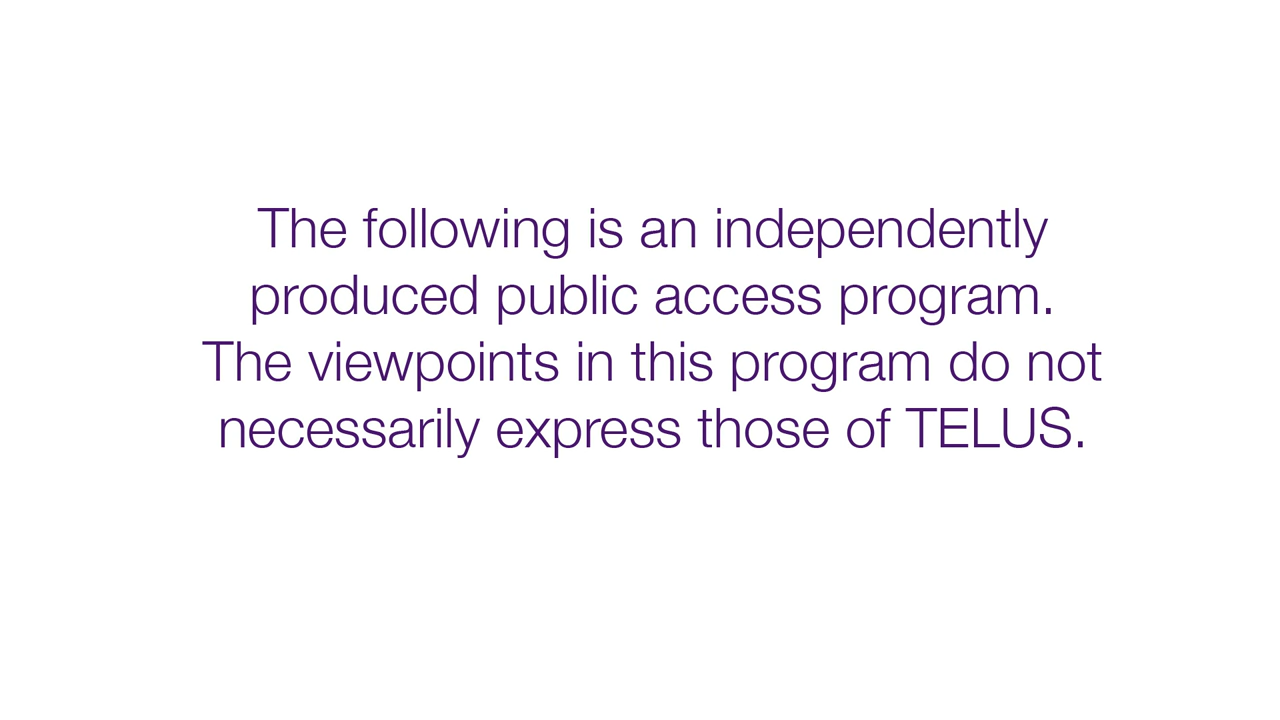 The following is an independently
produced public access program.
The viewpoints in this program do not
necessarily express those of TELUS.